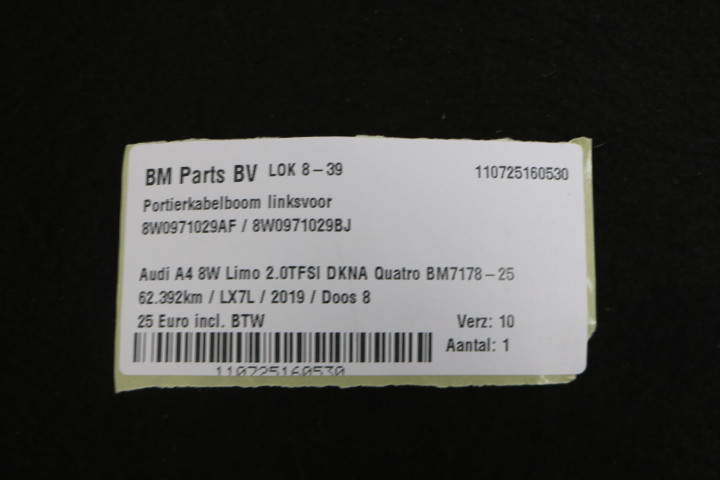 BM Parts BV LOK 8-39 110725160530
Portierkabelboom linksvoor
8W0971029AF / 8W0971029BJ
Audi A4 8W Limo 2.0TFSI DKNA Quatro BM7178-25
62.392km / LX7L / 2019 / Doos 8
25 Euro incl. BTW Verz: 10
Aantal: 1
110725160530